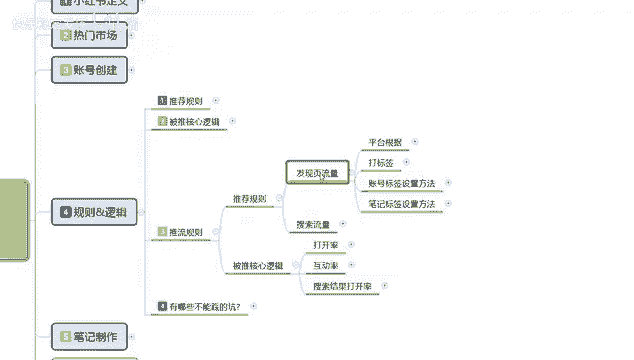 小红书定义
2 热门市场
3 账号创建
1 推荐规则
2 被推核心逻辑
平台根据
打标签
发现页流量
账号标签设置方法
推荐规则
笔记标签设置方法
4 规则&逻辑
搜索流量
3 推流规则
打开率
被推核心逻辑
互动率
搜索结果打开率
4 有哪些不能踩的坑?
5 笔记制作